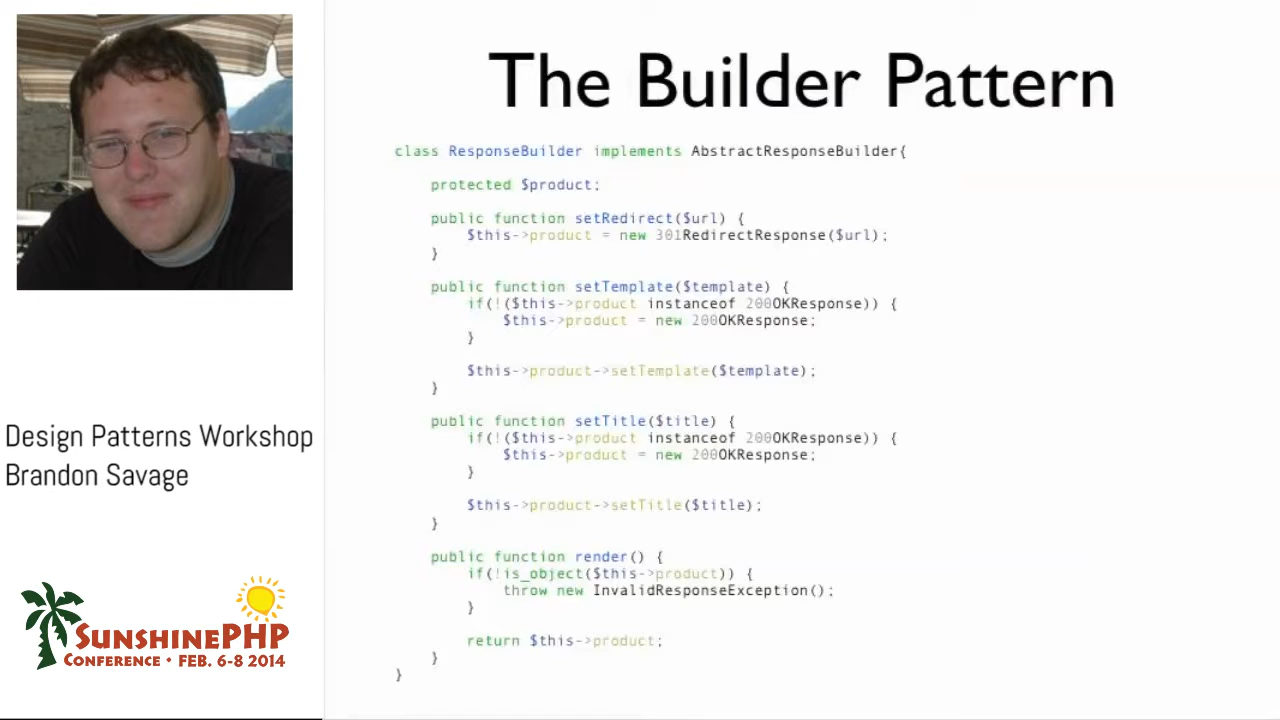 The Builder Pattern
class ResponseBuilder implements AbstractResponseBuilder{
protected $product;
public function setRedirect($url) {
$this->product = new 301RedirectResponse($url);
}
public function setTemplate($template) {
if(!($this->product instanceof 200OKResponse)) {
$this->product = new 200OKResponse;
}
$this->product->setTemplate($template);
}
public function setTitle($title) {
if(!($this->product instanceof 200OKResponse)) {
$this->product = new 200OKResponse;
}
$this->product->setTitle($title);
}
public function render() {
if(!is_object($this->product)) {
throw new InvalidResponseException();
}
return $this->product;
}
}
Design Patterns Workshop
Brandon Savage
SUNSHINEPHP
CONFERENCE • FEB. 6-8 2014